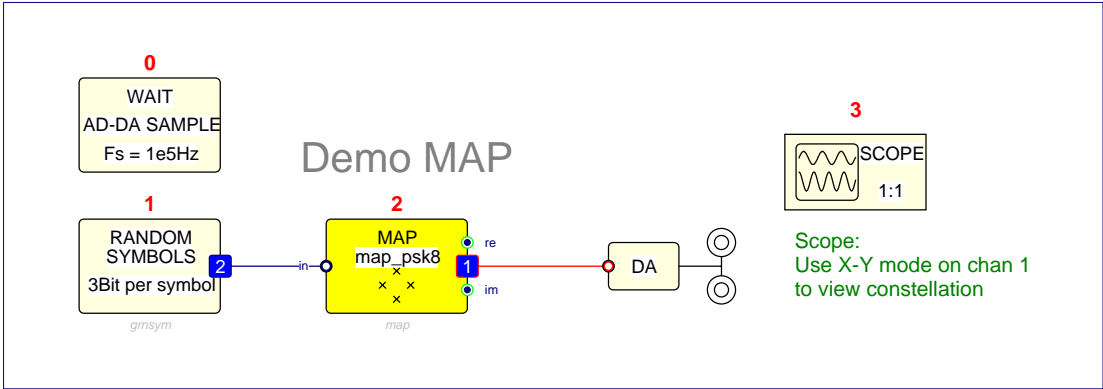 0
WAIT
AD-DA SAMPLE
Fs = 1e5Hz
Demo MAP
3
SCOPE
1:1
1
RANDOM
SYMBOLS
3Bit per symbol
2
grnsym
in
2
MAP
map_psk8
1
re
im
map
DA
Scope:
Use X-Y mode on chan 1
to view constellation